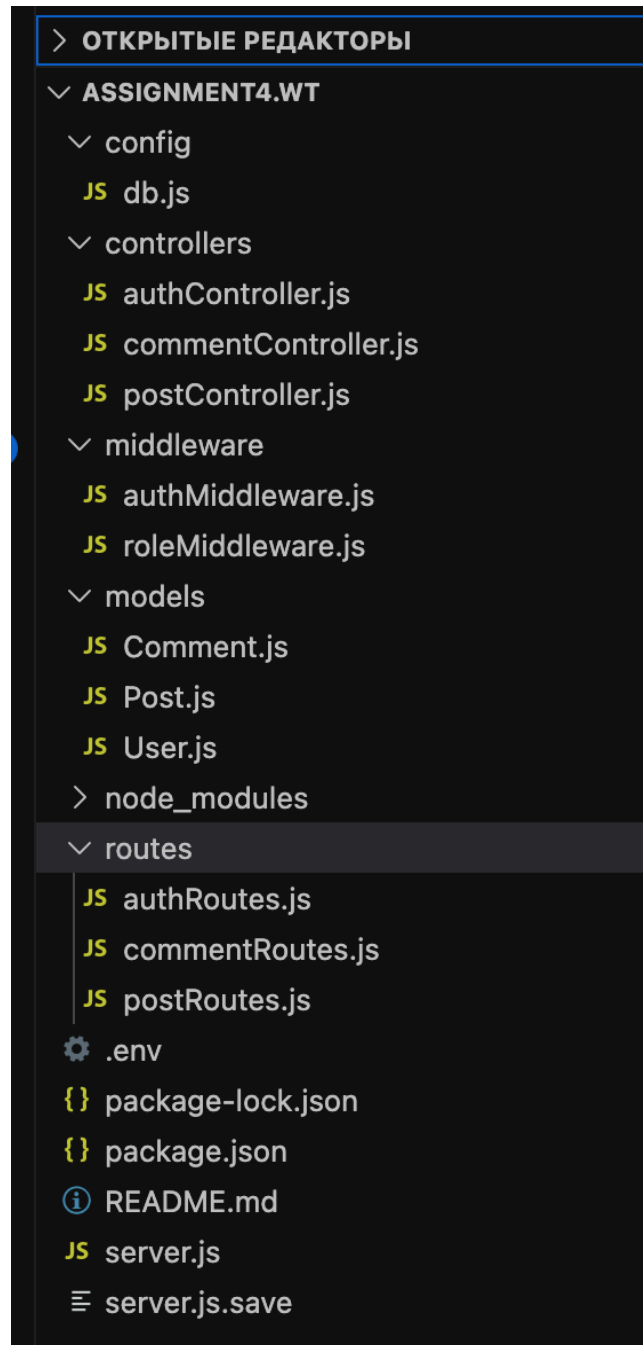 ОТКРЫТЫЕ РЕДАКТОРЫ
ASSIGNMENT4.WT
config
JS db.js
controllers
JS authController.js
JS commentController.js
JS postController.js
middleware
JS authMiddleware.js
JS roleMiddleware.js
models
JS Comment.js
JS Post.js
JS User.js
node_modules
routes
JS authRoutes.js
JS commentRoutes.js
JS postRoutes.js
.env
{} package-lock.json
{} package.json
README.md
JS server.js
server.js.save